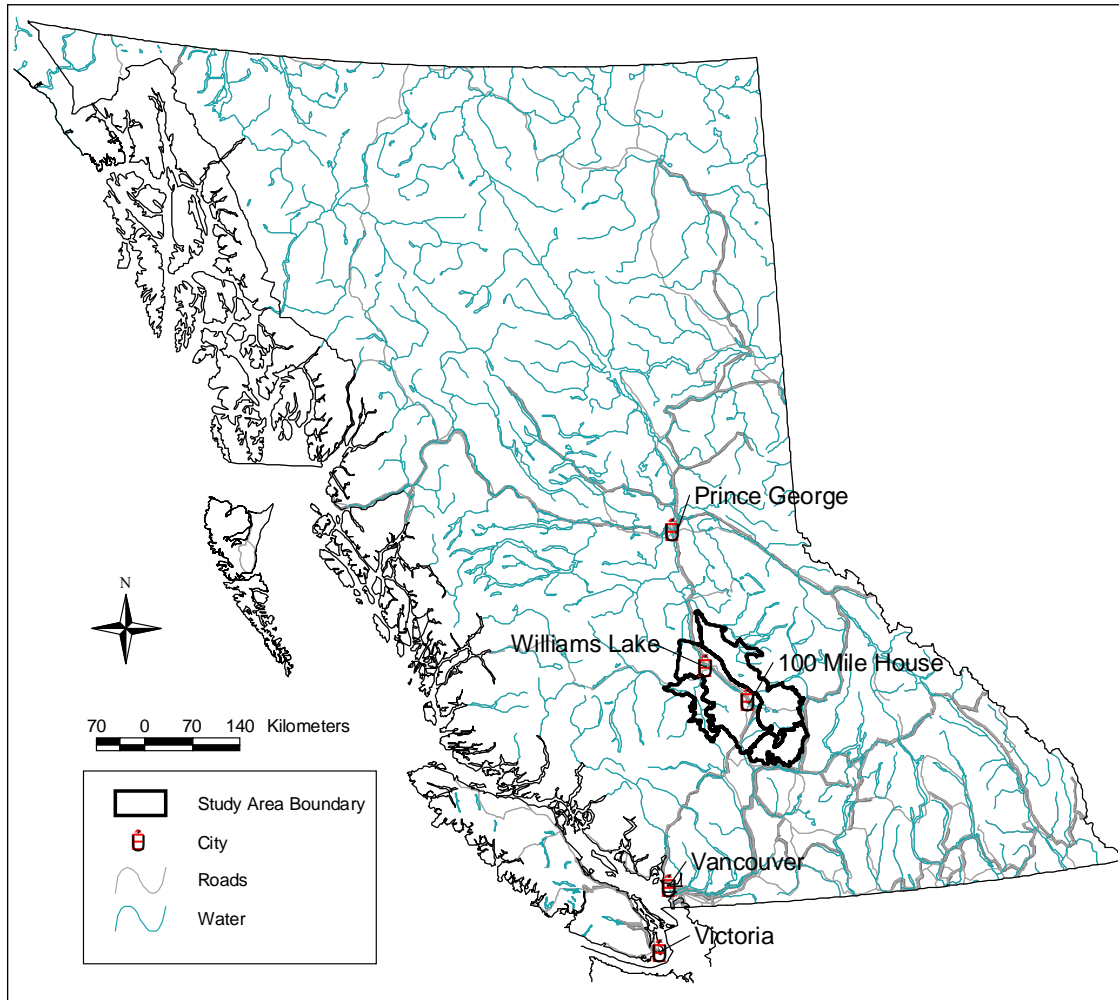 Prince George
Williams Lake
100 Mile House
N
70 0 70 140 Kilometers
Study Area Boundary
City
Roads
Water
Vancouver
Victoria